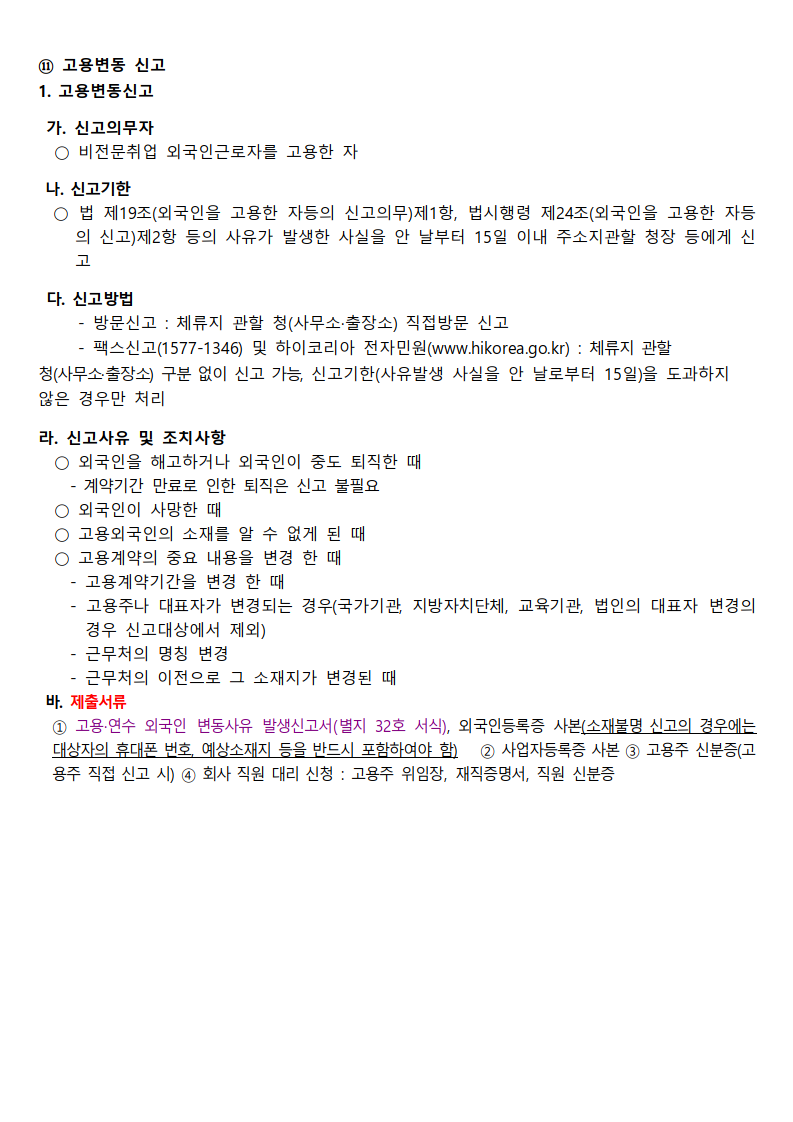 ⑪ 고용변동 신고
1. 고용변동신고
가. 신고의무자
○ 비전문취업 외국인근로자를 고용한 자
나. 신고기한
○ 법 제19조(외국인을 고용한 자등의 신고의무)제1항, 법시행령 제24조(외국인을 고용한 자등
의 신고)제2항 등의 사유가 발생한 사실을 안 날부터 15일 이내 주소지관할 청장 등에게 신
고
다. 신고방법
- 방문신고 : 체류지 관할 청(사무소·출장소) 직접방문 신고
- 팩스신고(1577-1346) 및 하이코리아 전자민원(www.hikorea.go.kr) : 체류지 관할
청(사무소·출장소) 구분 없이 신고 가능, 신고기한(사유발생 사실을 안 날로부터 15일)을 도과하지
않은 경우만 처리
라. 신고사유 및 조치사항
○ 외국인을 해고하거나 외국인이 중도 퇴직한 때
- 계약기간 만료로 인한 퇴직은 신고 불필요
○ 외국인이 사망한 때
○ 고용외국인의 소재를 알 수 없게 된 때
○ 고용계약의 중요 내용을 변경 한 때
- 고용계약기간을 변경 한 때
- 고용주나 대표자가 변경되는 경우(국가기관, 지방자치단체, 교육기관, 법인의 대표자 변경의
경우 신고대상에서 제외)
- 근무처의 명칭 변경
- 근무처의 이전으로 그 소재지가 변경된 때
바. 제출서류
① 고용·연수 외국인 변동사유 발생신고서(별지 32호 서식), 외국인등록증 사본(소재불명 신고의 경우에는
대상자의 휴대폰 번호, 예상소재지 등을 반드시 포함하여야 함) ② 사업자등록증 사본 ③ 고용주 신분증(고
용주 직접 신고 시) ④ 회사 직원 대리 신청 : 고용주 위임장, 재직증명서, 직원 신분증